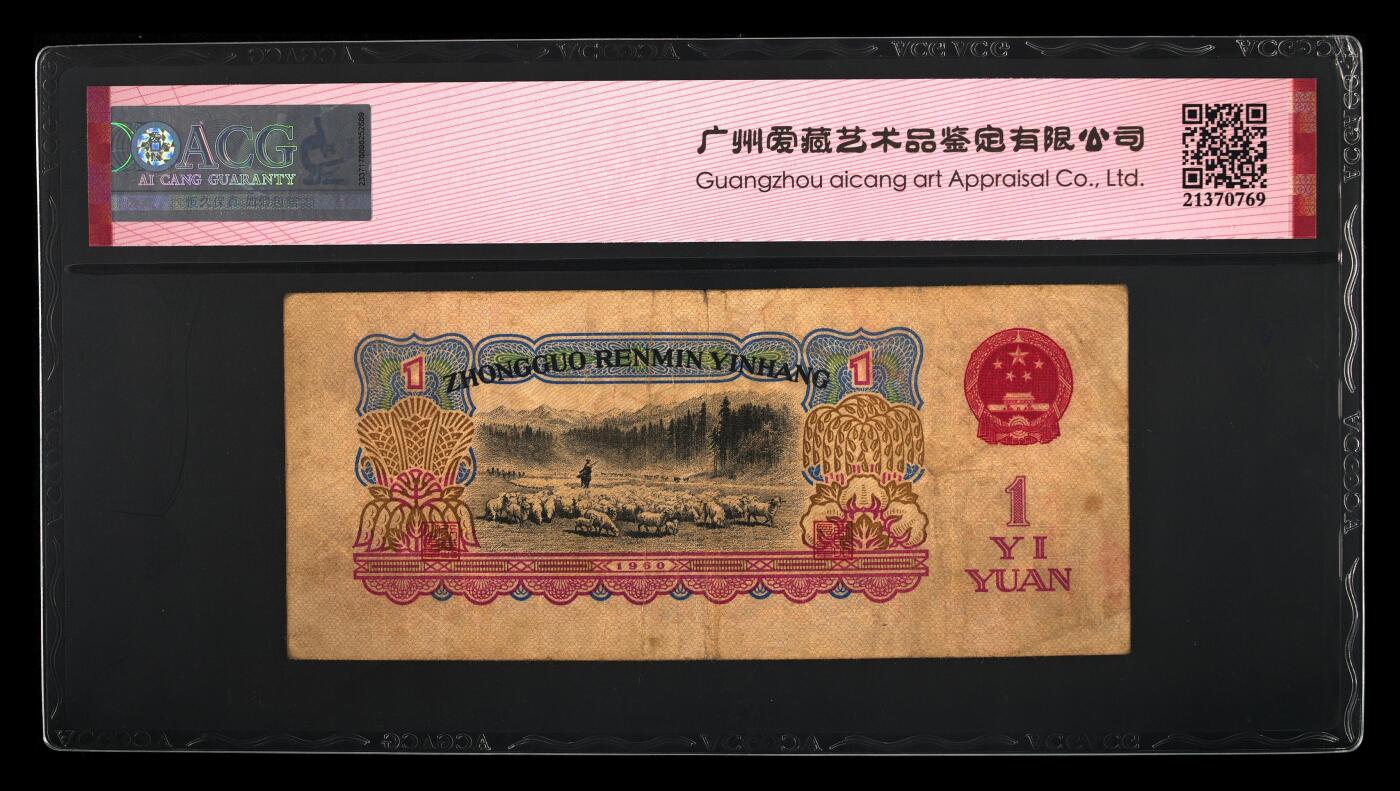 ACG
AI CANG GUARANTY
广州爱藏艺术品鉴定有限公司
Guangzhou aicang art Appraisal Co., Ltd.
21370769
1
ZHONGGUO RENMIN YINHANG
1
1960
1
YI
YUAN